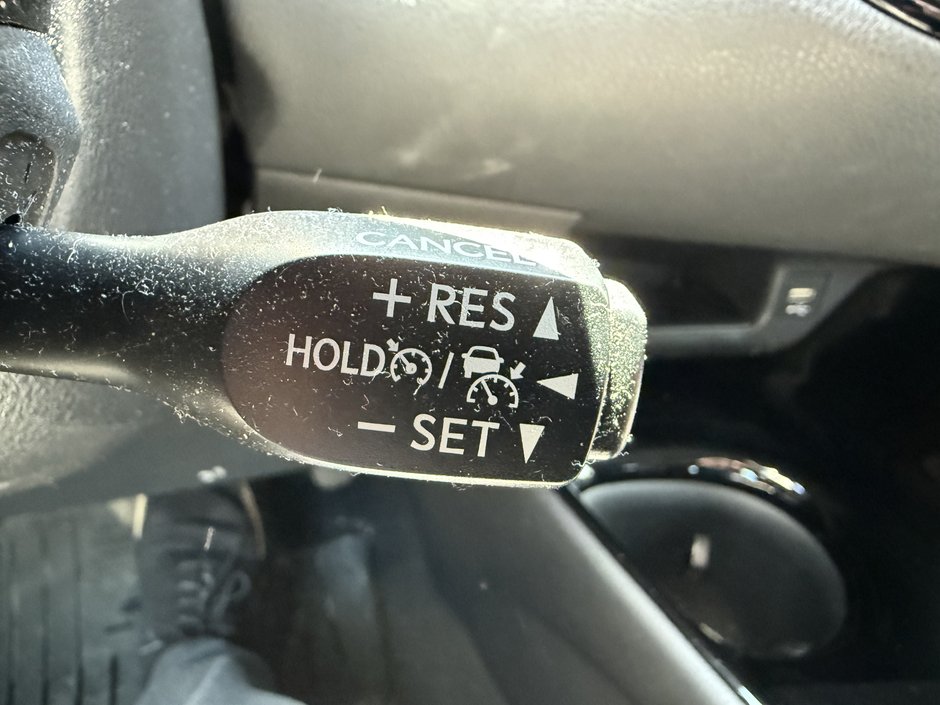 CANCEL
+ RES
HOLD /
− SET